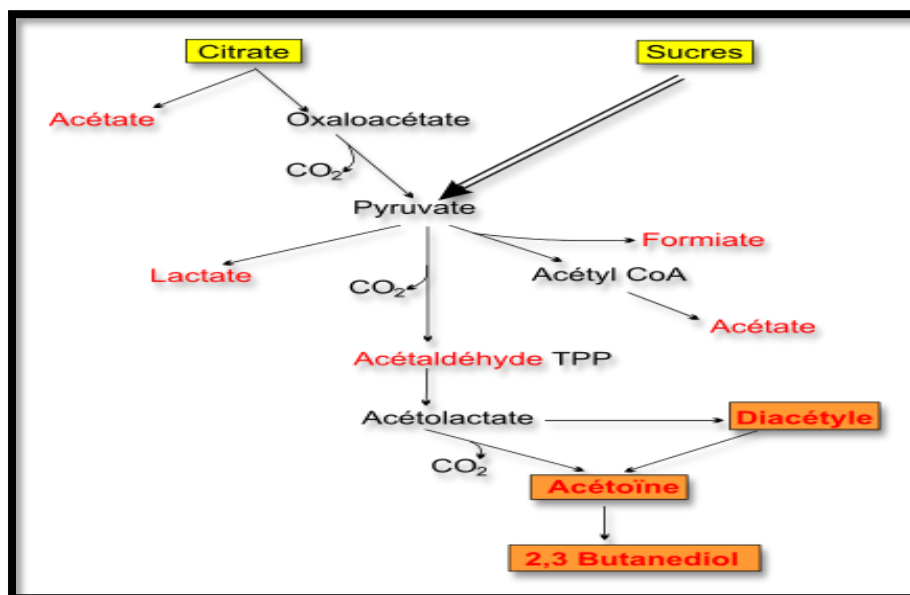 Citrate
Sucres
Acétate
Oxaloacétate
CO₂
Pyruvate
Formiate
Lactate
Acétyl CoA
CO₂
Acétate
Acétaldéhyde TPP
Acétolactate
Diacétyle
CO₂
Acétoïne
2,3 Butanediol